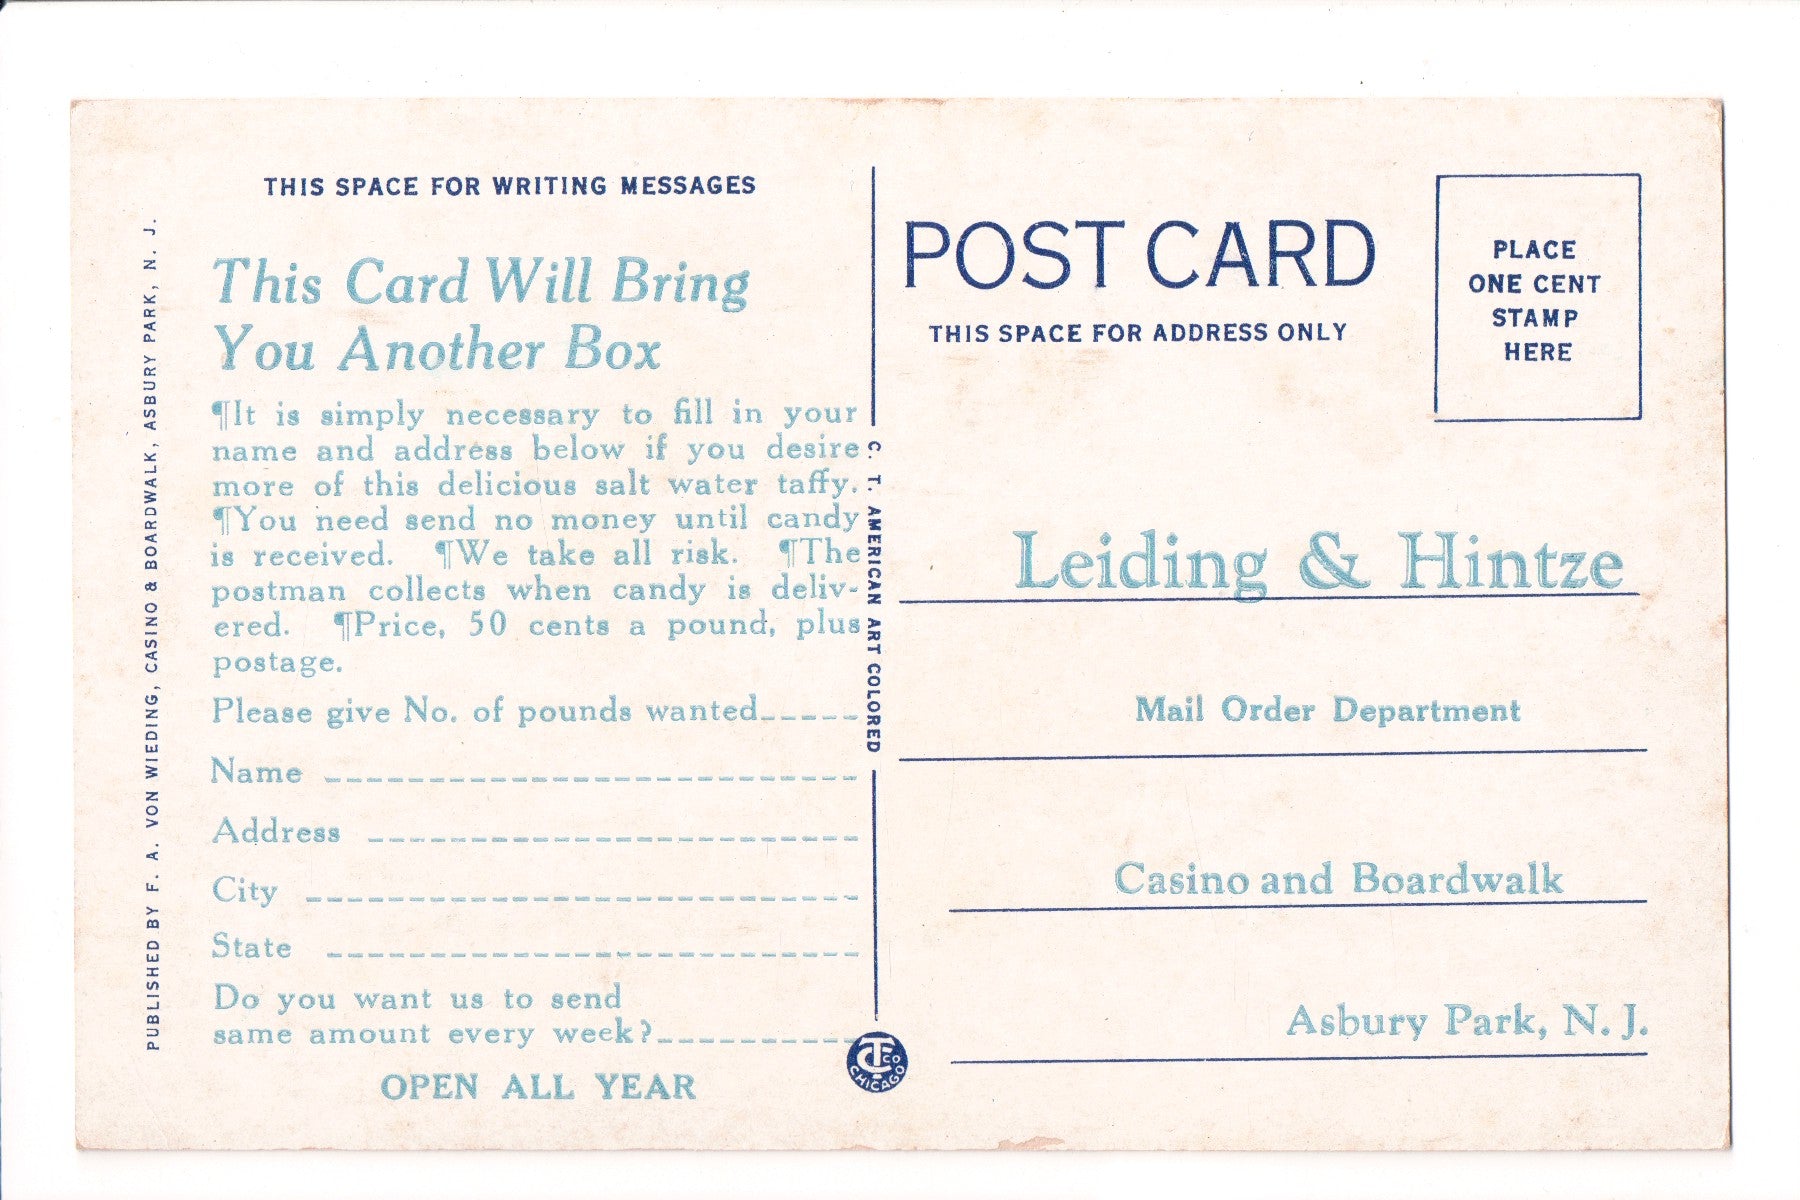 THIS SPACE FOR WRITING MESSAGES
This Card Will Bring
You Another Box
¶It is simply necessary to fill in your
name and address below if you desire
more of this delicious salt water taffy.
¶You need send no money until candy
is received. ¶We take all risk. ¶The
postman collects when candy is deliv-
ered. ¶Price, 50 cents a pound, plus
postage.
Please give No. of pounds wanted
Name
Address
City
State
Do you want us to send
same amount every week?
OPEN ALL YEAR
PUBLISHED BY F. A. VON WIEDING, CASINO & BOARDWALK, ASBURY PARK, N. J.
C. T. AMERICAN ART COLORED
CT CO
CHICAGO
POST CARD
THIS SPACE FOR ADDRESS ONLY
PLACE
ONE CENT
STAMP
HERE
Leiding & Hintze
Mail Order Department
Casino and Boardwalk
Asbury Park, N. J.